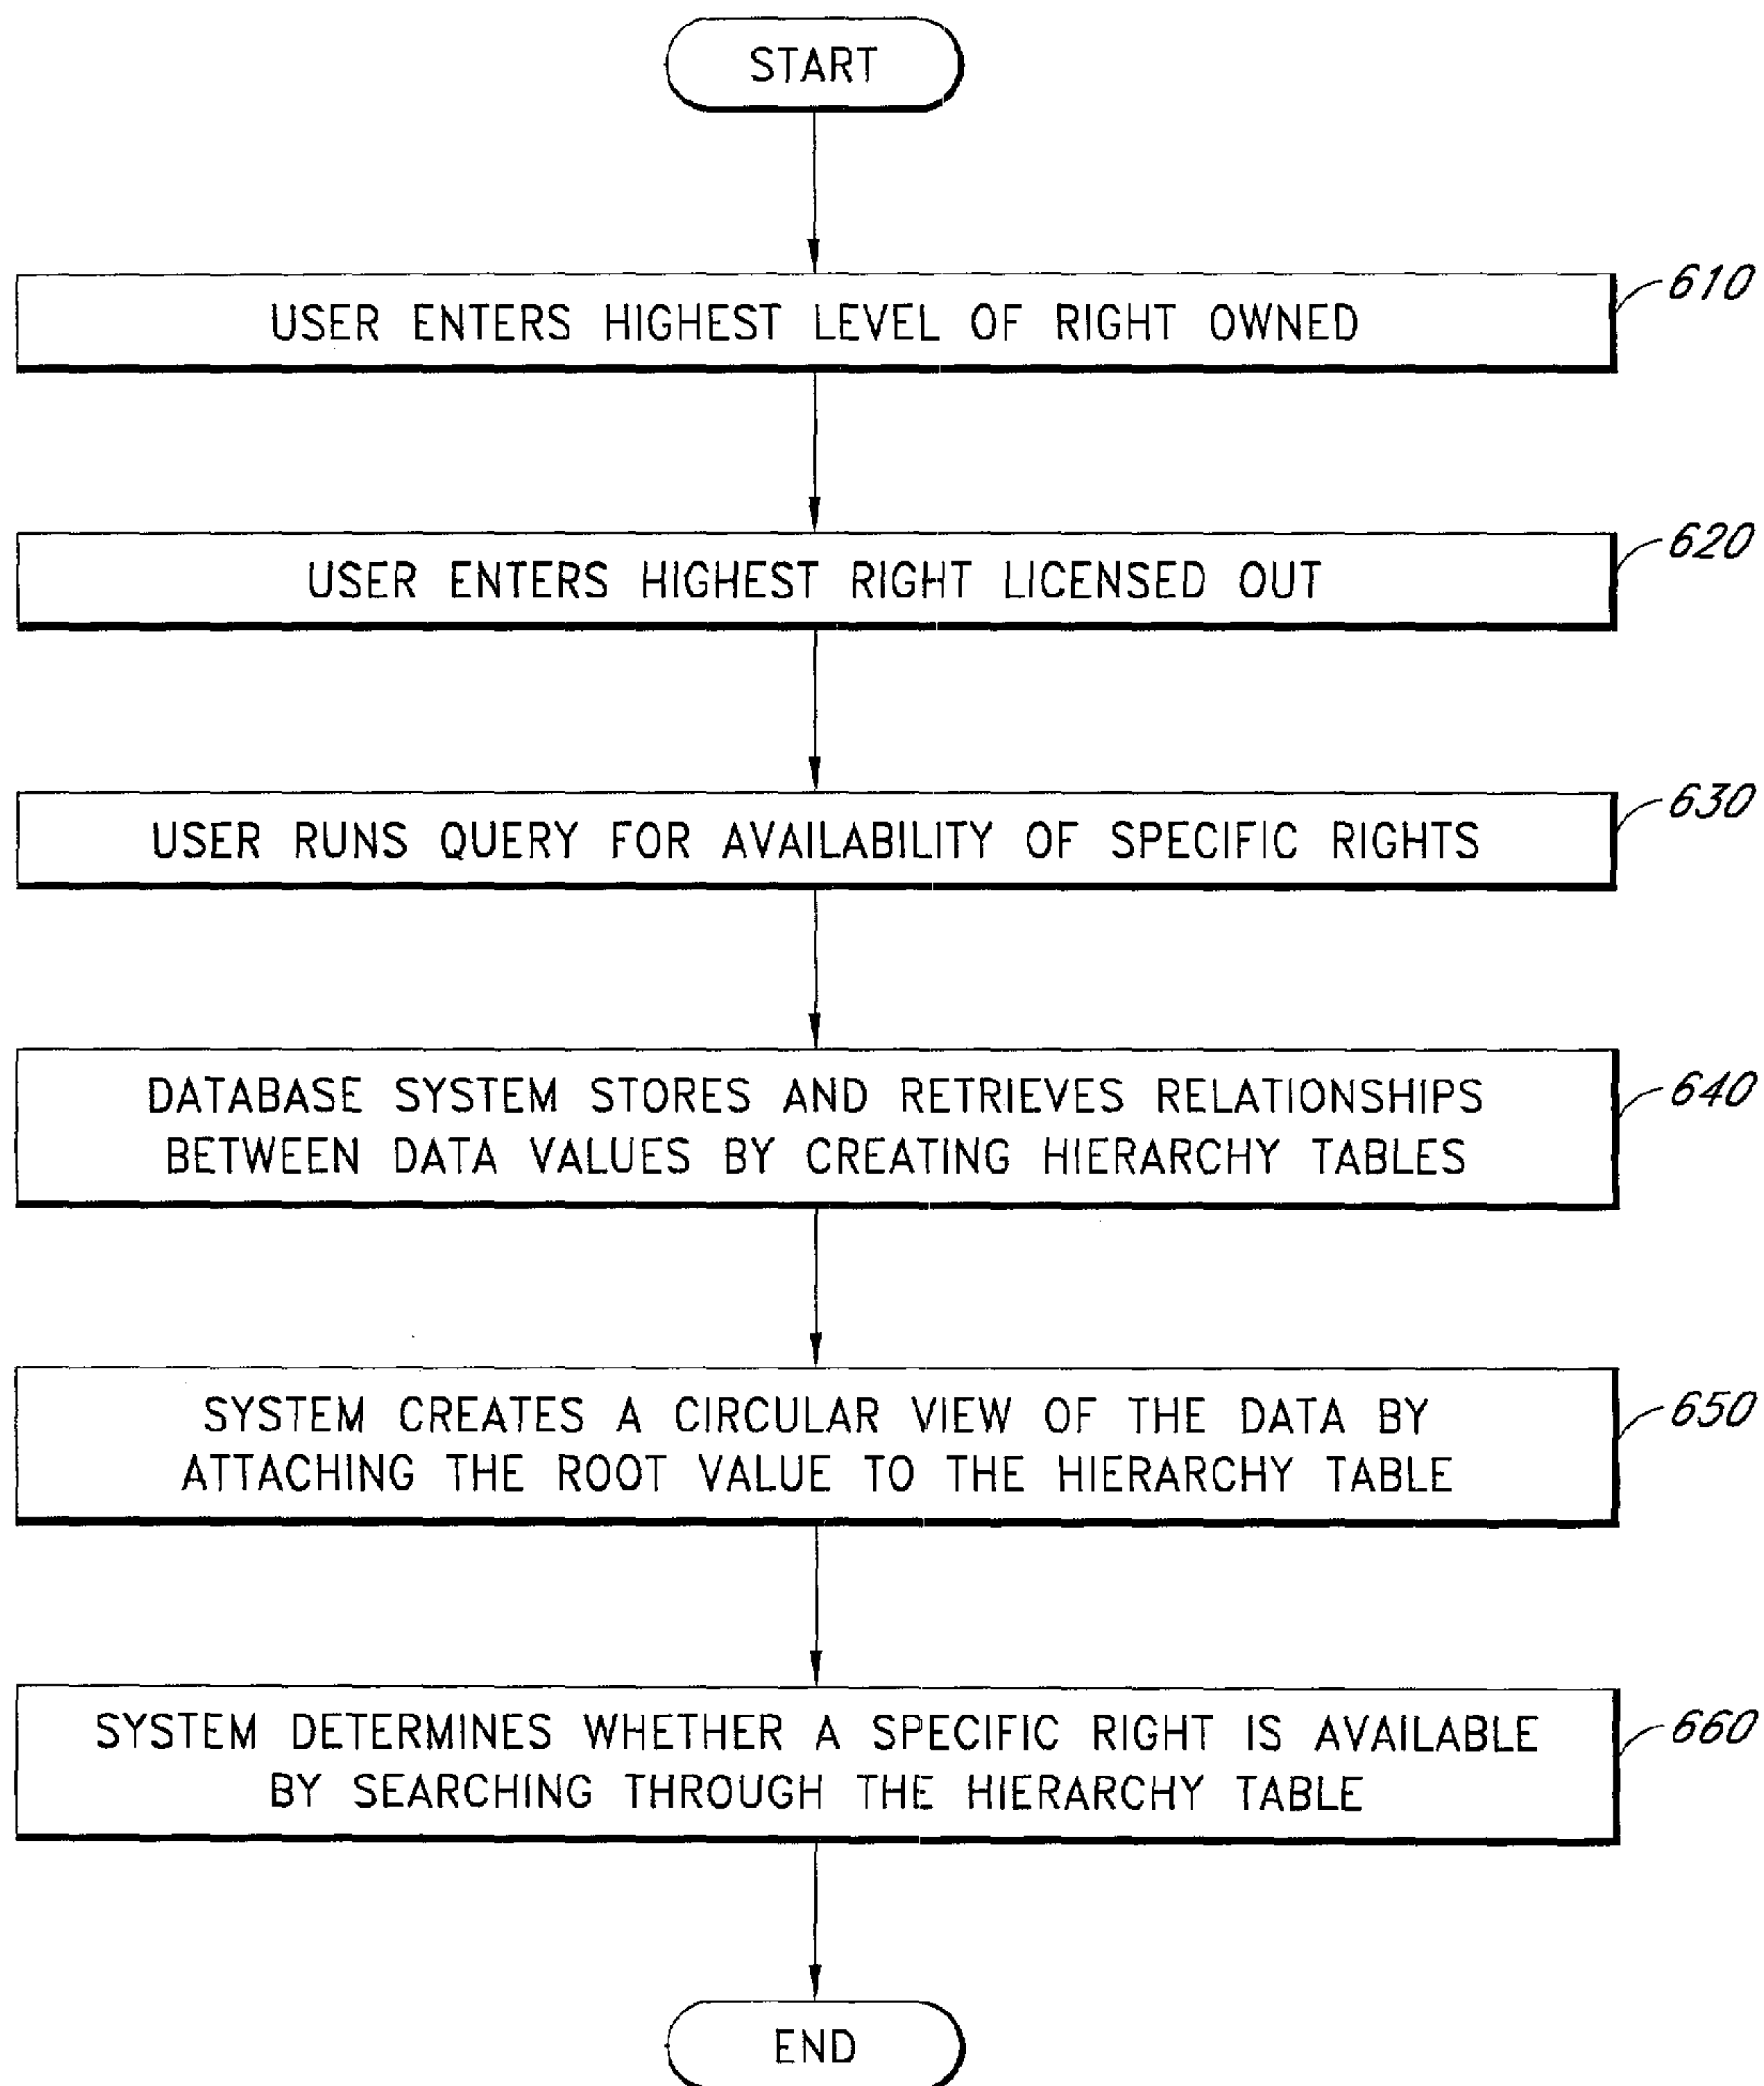 START
USER ENTERS HIGHEST LEVEL OF RIGHT OWNED
610
USER ENTERS HIGHEST RIGHT LICENSED OUT
620
USER RUNS QUERY FOR AVAILABILITY OF SPECIFIC RIGHTS
630
DATABASE SYSTEM STORES AND RETRIEVES RELATIONSHIPS
BETWEEN DATA VALUES BY CREATING HIERARCHY TABLES
640
SYSTEM CREATES A CIRCULAR VIEW OF THE DATA BY
ATTACHING THE ROOT VALUE TO THE HIERARCHY TABLE
650
SYSTEM DETERMINES WHETHER A SPECIFIC RIGHT IS AVAILABLE
BY SEARCHING THROUGH THE HIERARCHY TABLE
660
END